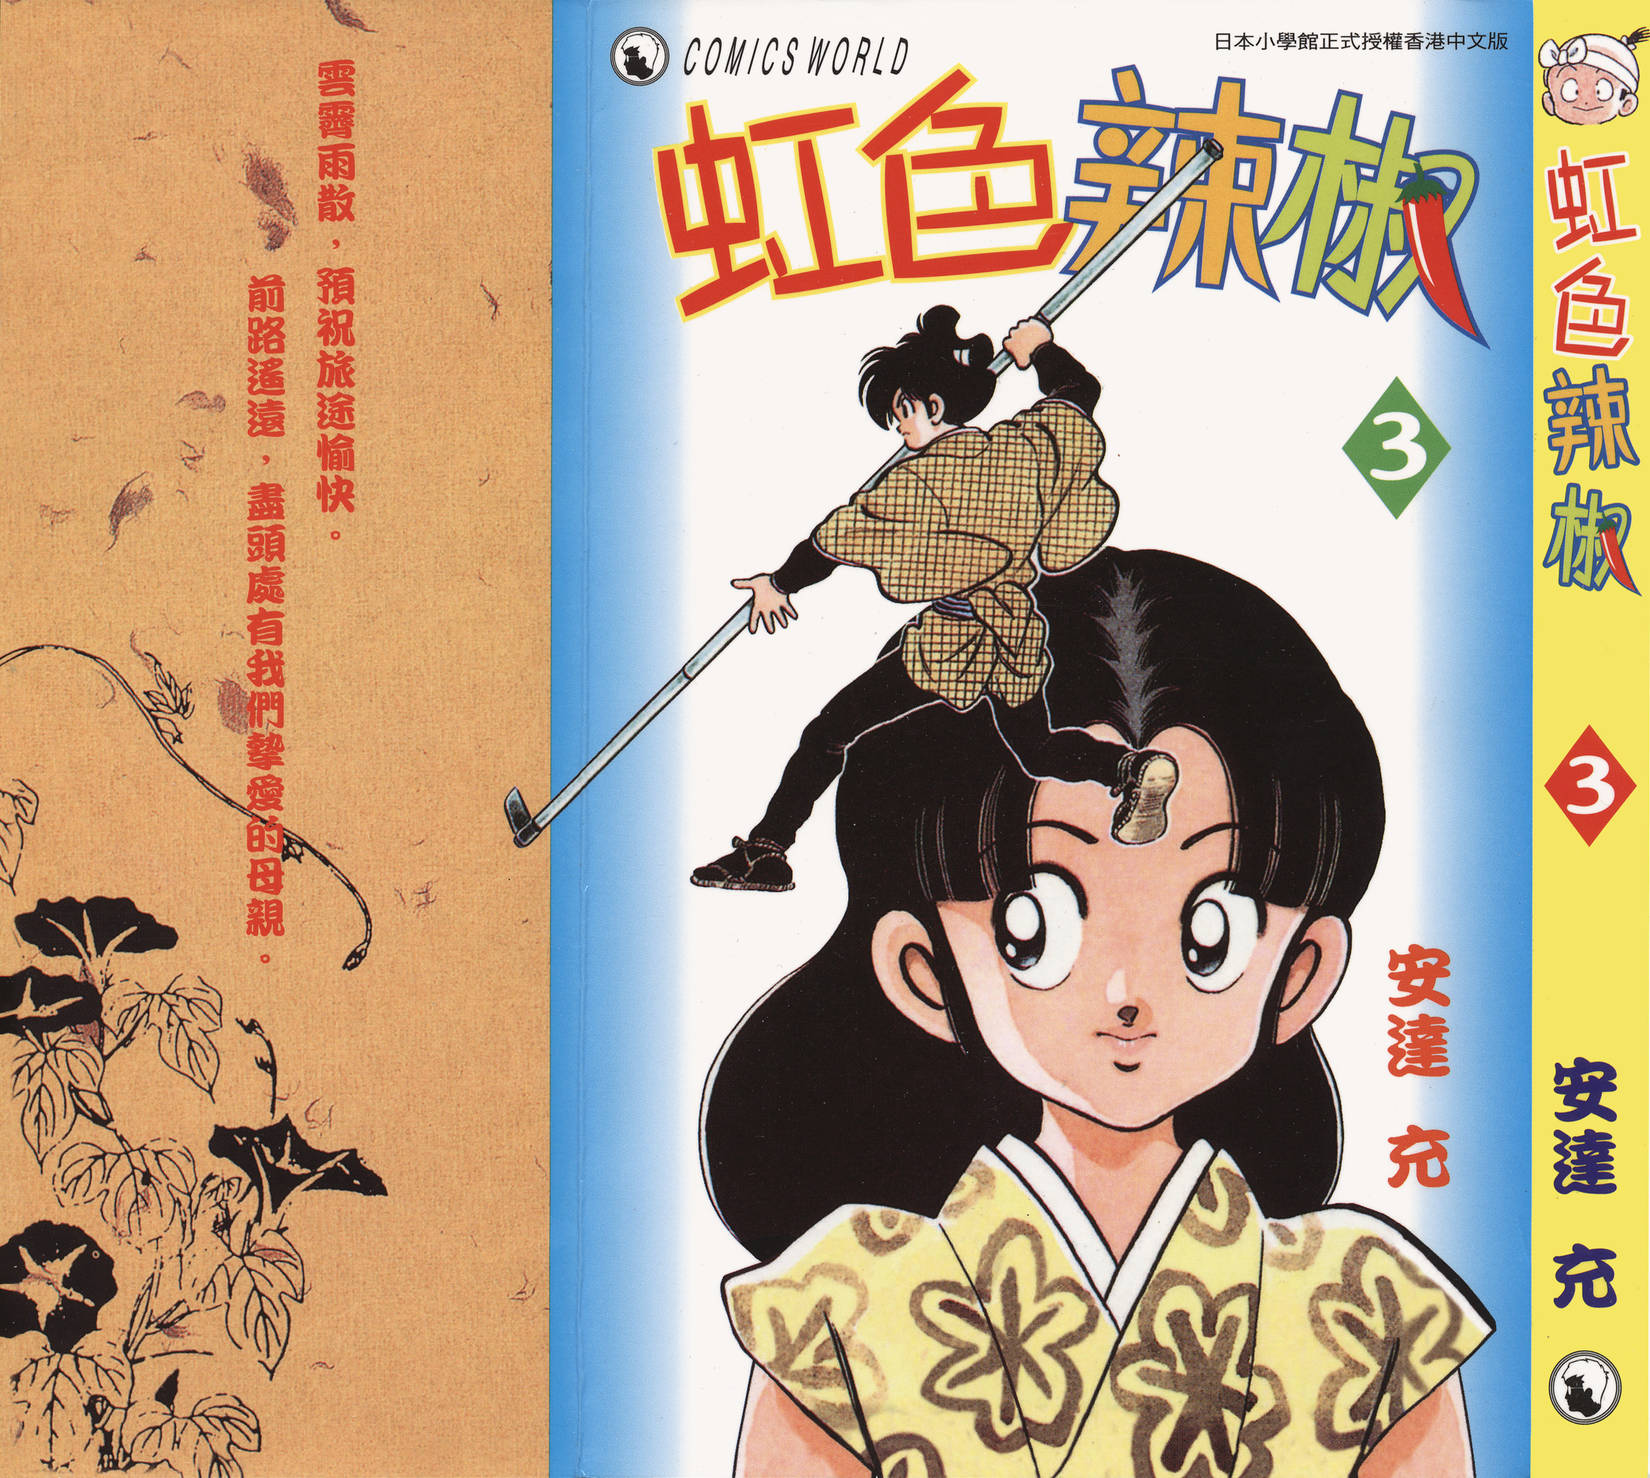 雲霽雨散，預祝旅途愉快。
前路遙遠，盡頭處有我們摯愛的母親。
COMICS WORLD
日本小學館正式授權香港中文版
虹色辣椒
3
安達 充
虹色辣椒
3
安達 充